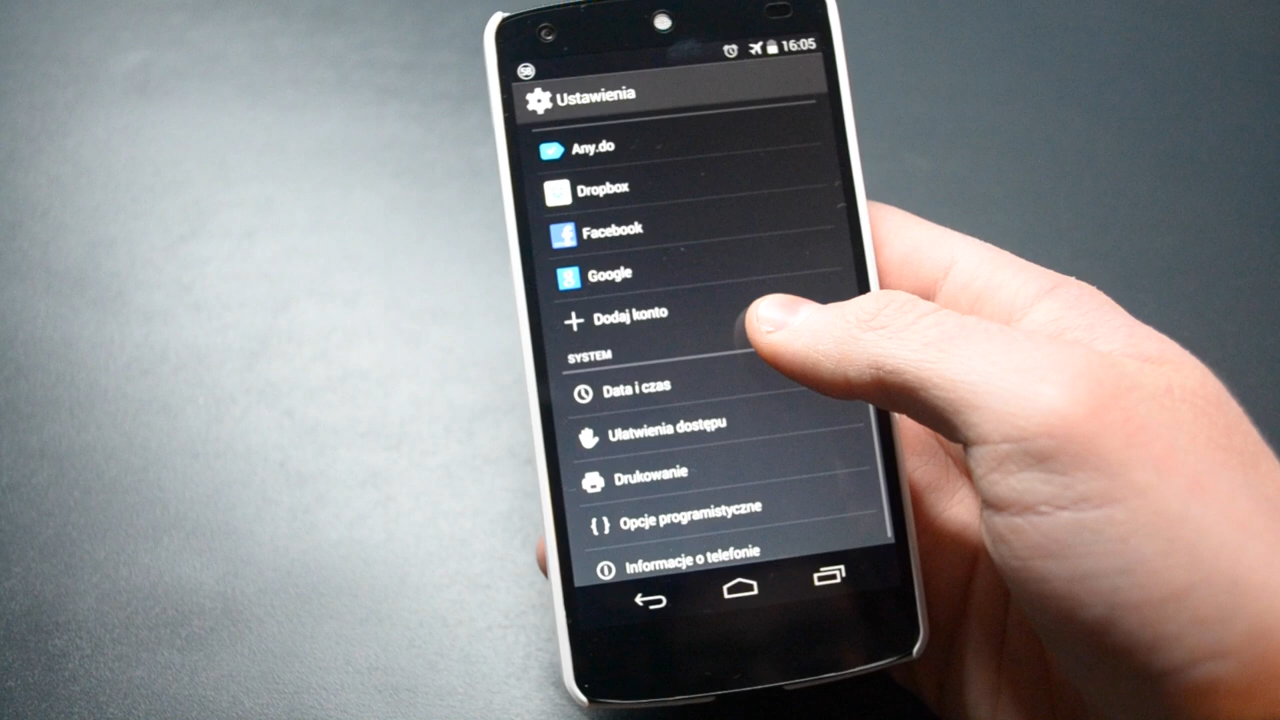 16:05
58
Ustawienia
Any.do
Dropbox
Facebook
Google
Dodaj konto
SYSTEM
Data i czas
Ułatwienia dostępu
Drukowanie
{ } Opcje programistyczne
Informacje o telefonie